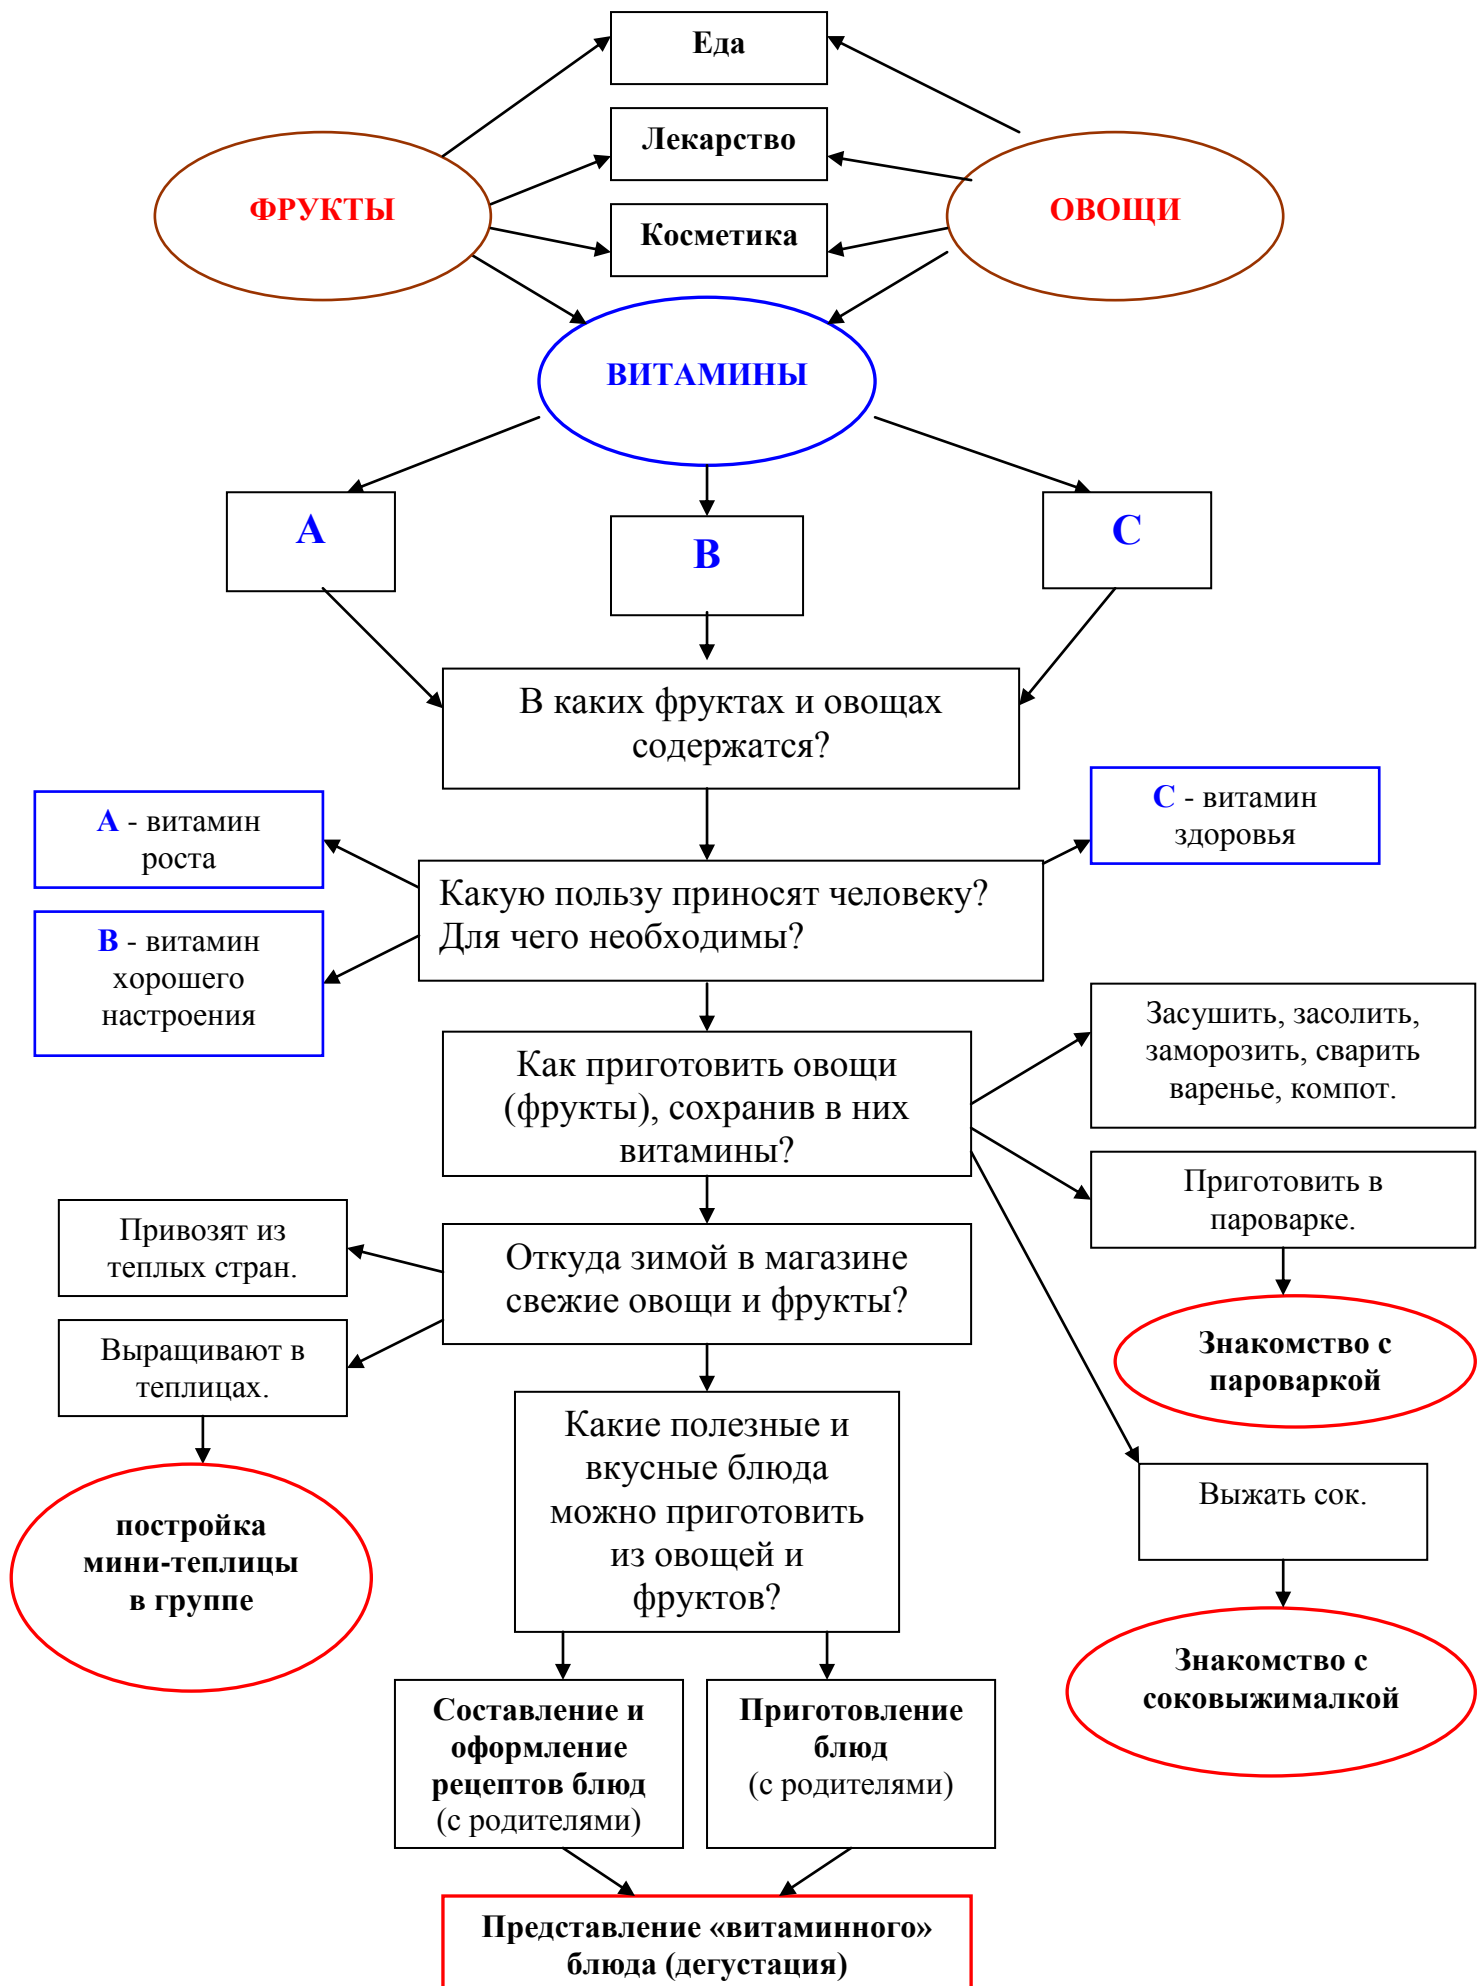 Еда
Лекарство
ФРУКТЫ
ОВОЩИ
Косметика
ВИТАМИНЫ
А
В
С
В каких фруктах и овощах
содержатся?
А - витамин
роста
С - витамин
здоровья
Какую пользу приносят человеку?
Для чего необходимы?
В - витамин
хорошего
настроения
Засушить, засолить,
заморозить, сварить
варенье, компот.
Как приготовить овощи
(фрукты), сохранив в них
витамины?
Приготовить в
пароварке.
Привозят из
теплых стран.
Откуда зимой в магазине
свежие овощи и фрукты?
Выращивают в
теплицах.
Знакомство с
пароваркой
Какие полезные и
вкусные блюда
можно приготовить
из овощей и
фруктов?
Выжать сок.
постройка
мини-теплицы
в группе
Знакомство с
соковыжималкой
Составление и
оформление
рецептов блюд
(с родителями)
Приготовление
блюд
(с родителями)
Представление «витаминного»
блюда (дегустация)